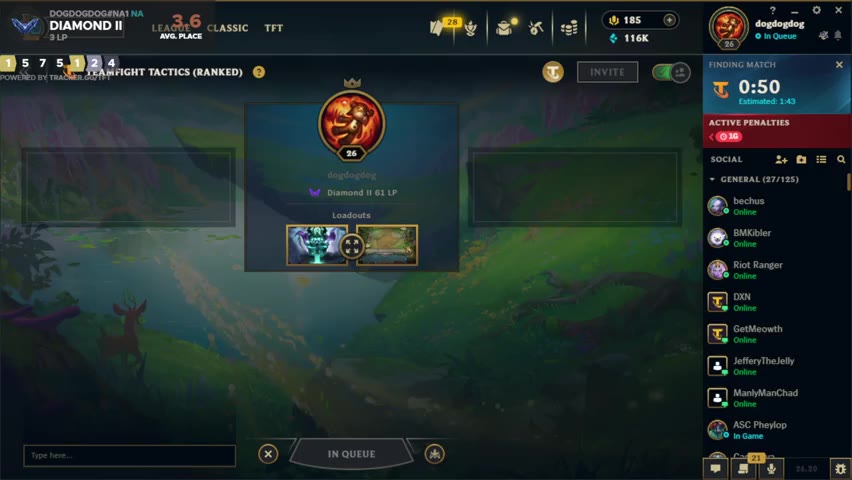 DOGDOGDOG#NA1 NA
DIAMOND II
3 LP
3.6
AVG. PLACE
LEAGUE
CLASSIC
TFT
28
185
116K
26
dogdogdog
In Queue
1 5 7 5 1 2 4
POWERED BY TRACKER.GG/TFT
TEAMFIGHT TACTICS (RANKED)
?
INVITE
FINDING MATCH
0:50
Estimated: 1:43
ACTIVE PENALTIES
1G
26
dogdogdog
Diamond II 61 LP
Loadouts
SOCIAL
GENERAL (27/125)
bechus
Online
BMKibler
Online
Riot Ranger
Online
DXN
Online
GetMeowth
Online
JefferyTheJelly
Online
ManlyManChad
Online
ASC Pheylop
In Game
Type here...
IN QUEUE
21
26.20